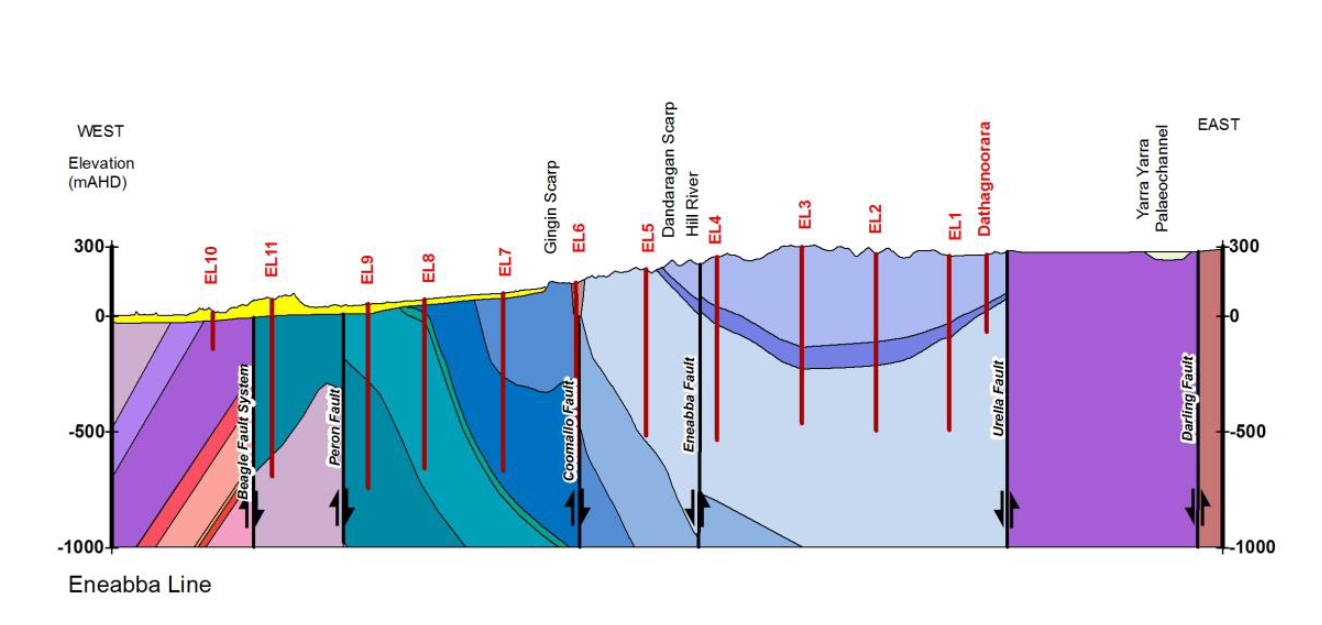 WEST
EAST
Elevation
(mAHD)
Gingin Scarp
Dandaragan Scarp
Hill River
Yarra Yarra
Palaeochannel
EL10
EL11
EL9
EL8
EL7
EL6
EL5
EL4
EL3
EL2
EL1
Dathagnoorara
300
300
0
0
-500
-500
-1000
-1000
Beagle Fault System
Peron Fault
Coomallo Fault
Eneabba Fault
Urella Fault
Darling Fault
Eneabba Line